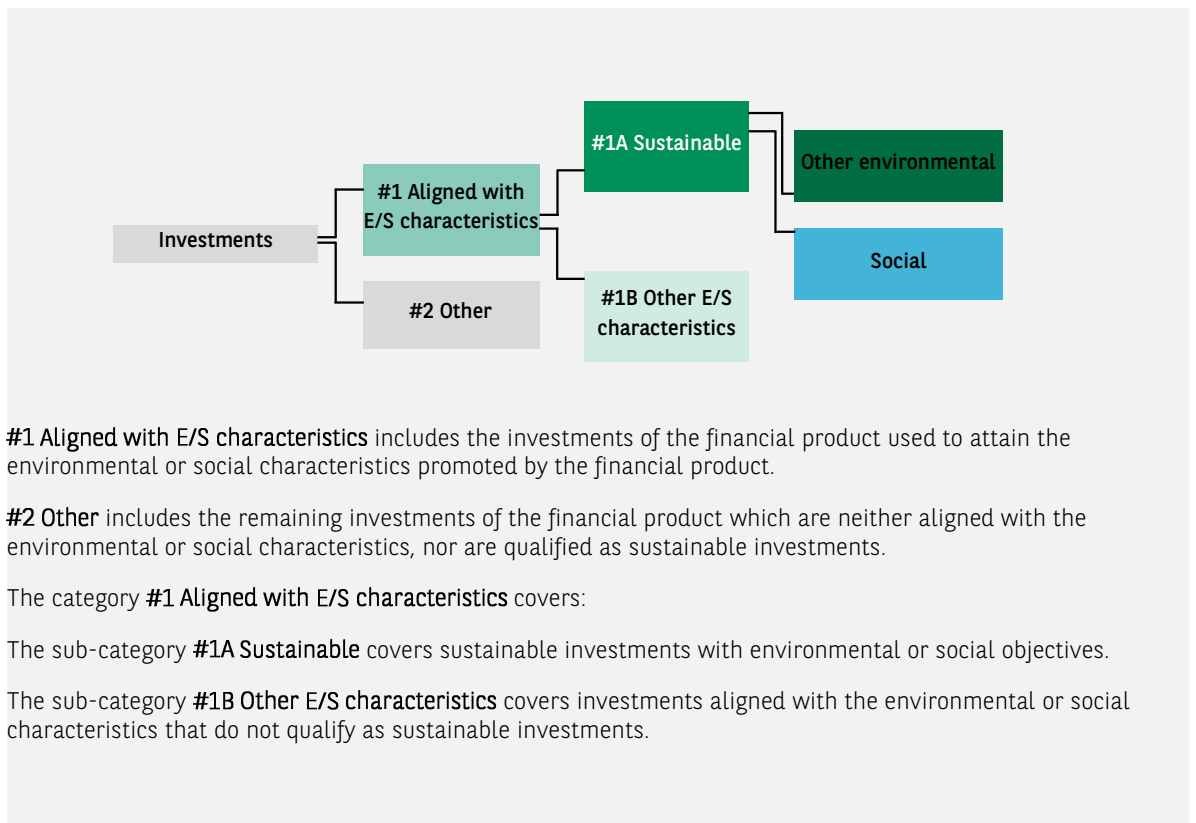 #1A Sustainable
Other environmental
#1 Aligned with
E/S characteristics
Investments
Social
#2 Other
#1B Other E/S
characteristics
#1 Aligned with E/S characteristics includes the investments of the financial product used to attain the
environmental or social characteristics promoted by the financial product.
#2 Other includes the remaining investments of the financial product which are neither aligned with the
environmental or social characteristics, nor are qualified as sustainable investments.
The category #1 Aligned with E/S characteristics covers:
The sub-category #1A Sustainable covers sustainable investments with environmental or social objectives.
The sub-category #1B Other E/S characteristics covers investments aligned with the environmental or social
characteristics that do not qualify as sustainable investments.